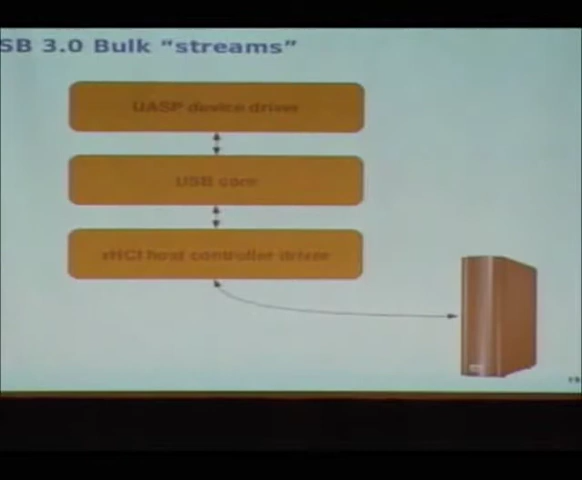 SB 3.0 Bulk “streams”
UASP device driver
USB core
xHCI host controller driver